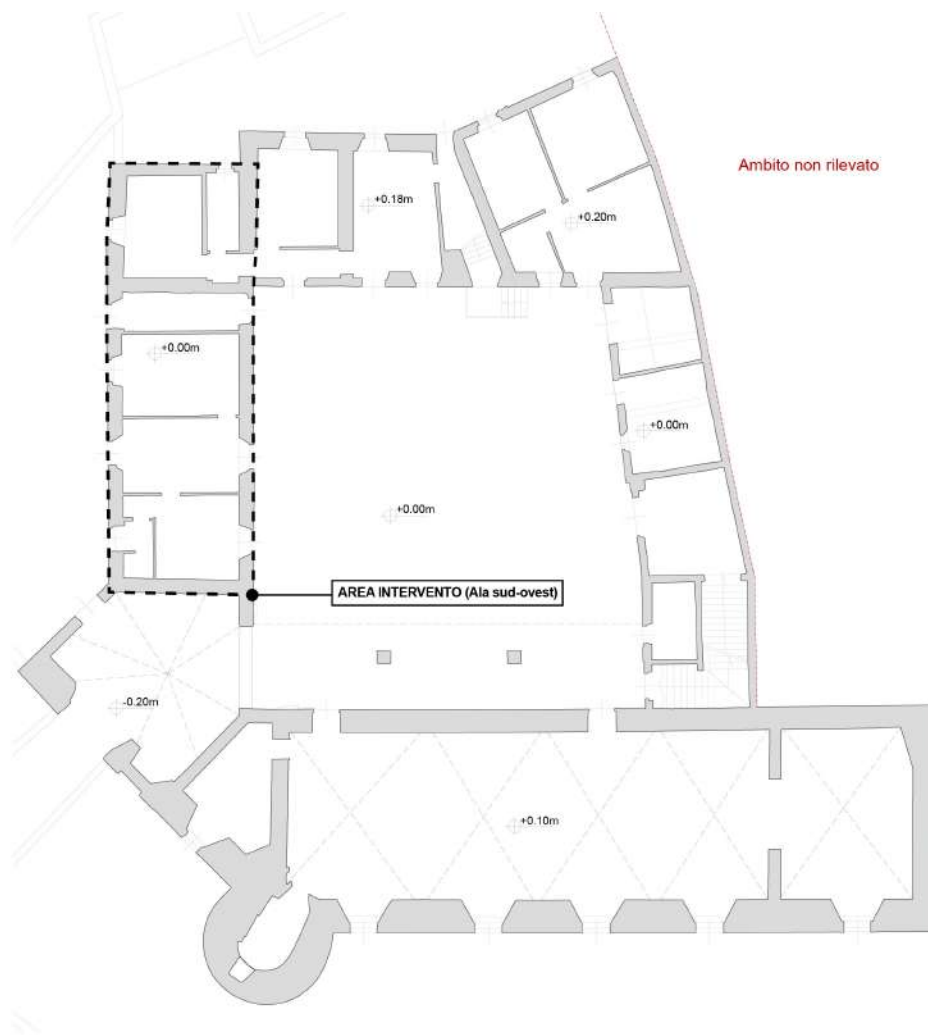 Ambito non rilevato
+0.18m
+0.20m
+0.00m
+0.00m
+0.00m
AREA INTERVENTO (Ala sud-ovest)
-0.20m
+0.10m